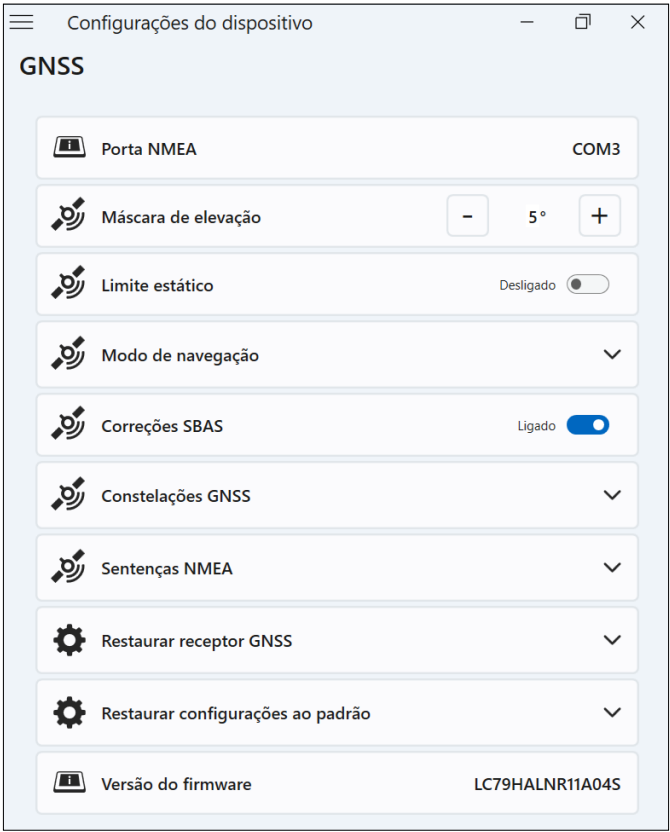 Configurações do dispositivo
GNSS
Porta NMEA COM3
Máscara de elevação - 5° +
Limite estático Desligado
Modo de navegação
Correções SBAS Ligado
Constelações GNSS
Sentenças NMEA
Restaurar receptor GNSS
Restaurar configurações ao padrão
Versão do firmware LC79HALNR11A04S